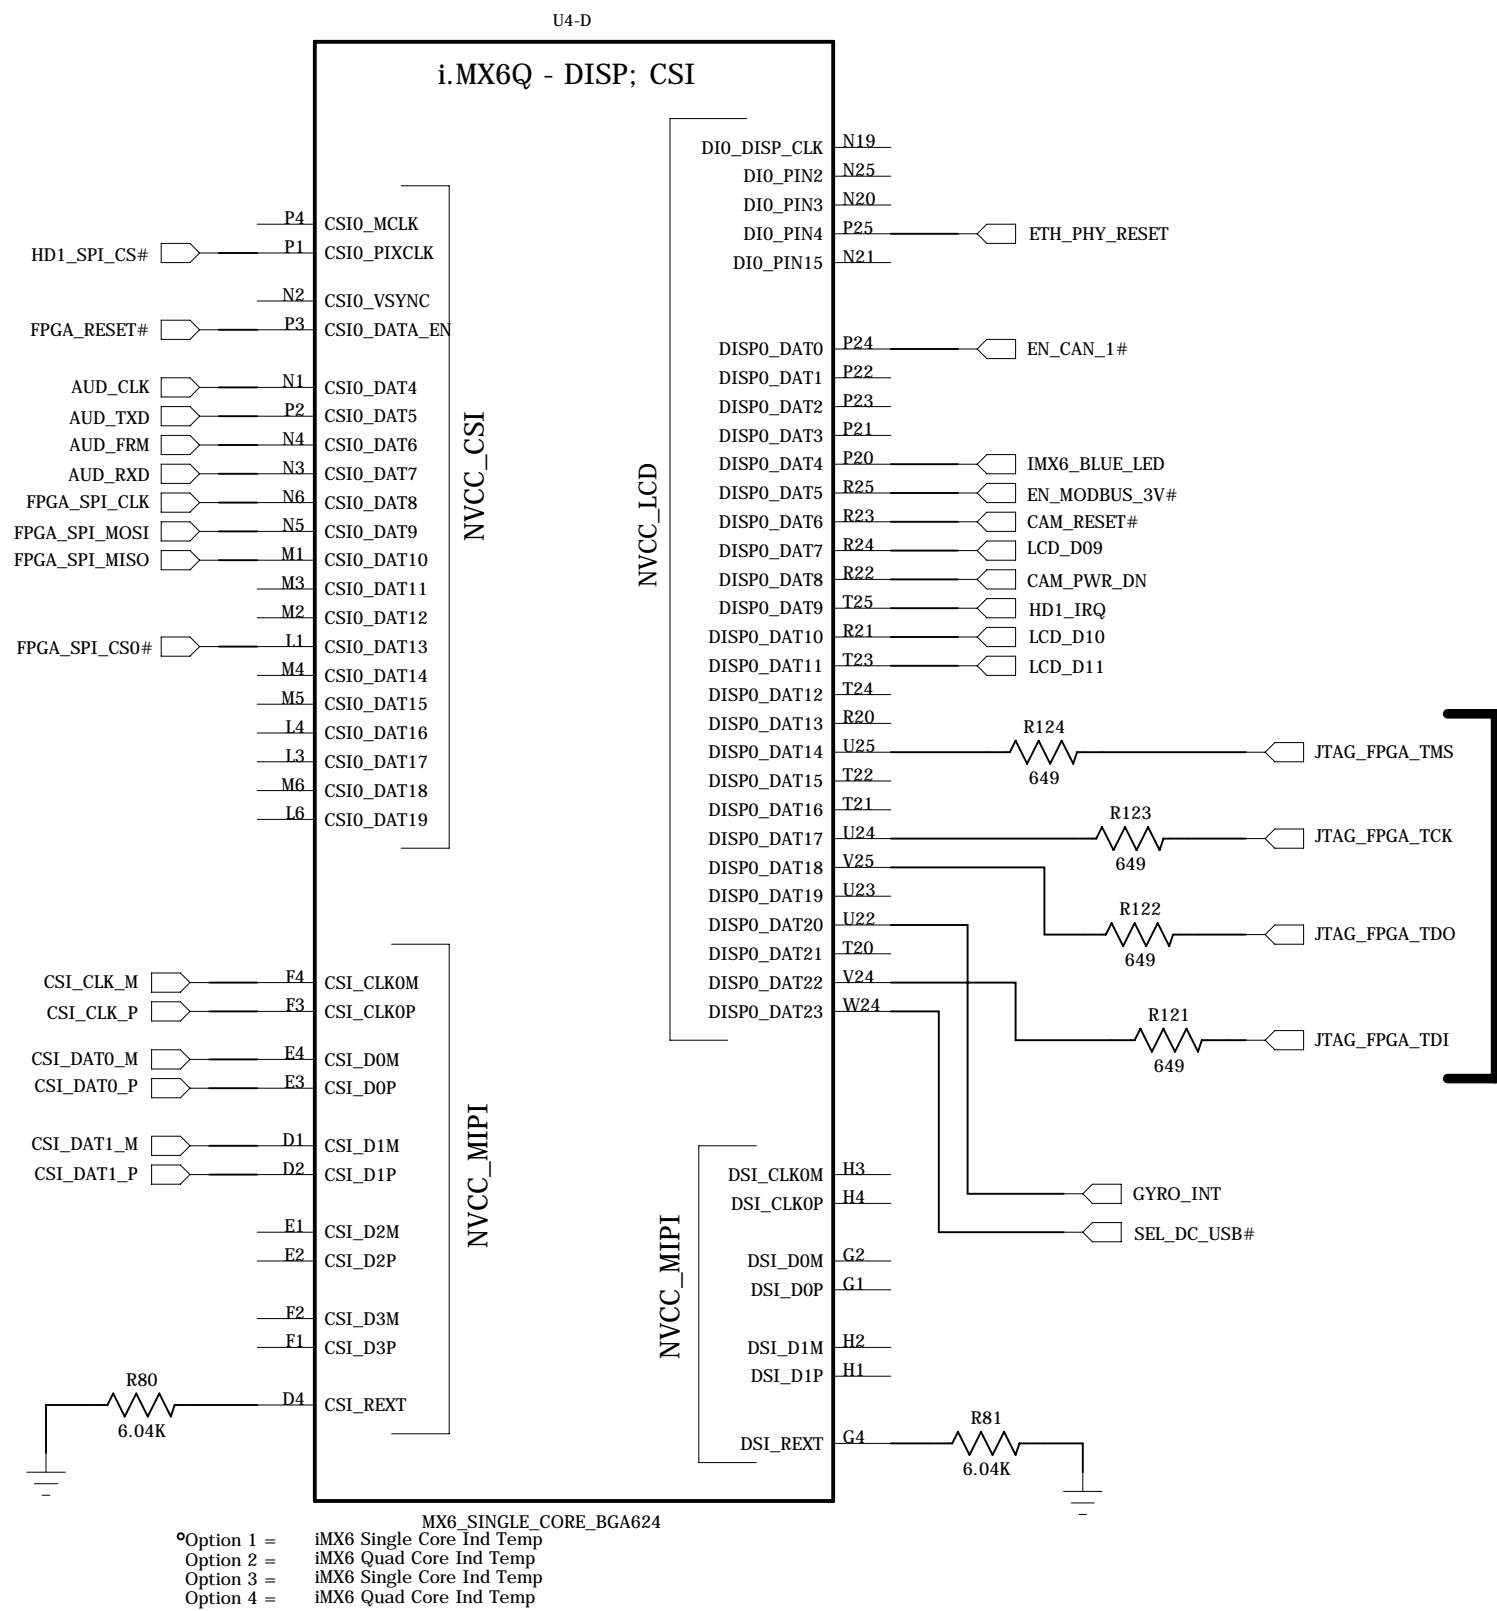 U4-D
i.MX6Q - DISP; CSI
HD1_SPI_CS#
FPGA_RESET#
AUD_CLK
AUD_TXD
AUD_FRM
AUD_RXD
FPGA_SPI_CLK
FPGA_SPI_MOSI
FPGA_SPI_MISO
FPGA_SPI_CS0#
CSI_CLK_M
CSI_CLK_P
CSI_DAT0_M
CSI_DAT0_P
CSI_DAT1_M
CSI_DAT1_P
R80
6.04K
P4 CSI0_MCLK
P1 CSI0_PIXCLK
N2 CSI0_VSYNC
P3 CSI0_DATA_EN
N1 CSI0_DAT4
P2 CSI0_DAT5
N4 CSI0_DAT6
N3 CSI0_DAT7
N6 CSI0_DAT8
N5 CSI0_DAT9
M1 CSI0_DAT10
M3 CSI0_DAT11
M2 CSI0_DAT12
L1 CSI0_DAT13
M4 CSI0_DAT14
M5 CSI0_DAT15
L4 CSI0_DAT16
L3 CSI0_DAT17
M6 CSI0_DAT18
L6 CSI0_DAT19
NVCC_CSI
F4 CSI_CLK0M
F3 CSI_CLK0P
E4 CSI_D0M
E3 CSI_D0P
D1 CSI_D1M
D2 CSI_D1P
E1 CSI_D2M
E2 CSI_D2P
F2 CSI_D3M
F1 CSI_D3P
D4 CSI_REXT
NVCC_MIPI
NVCC_LCD
DI0_DISP_CLK N19
DI0_PIN2 N25
DI0_PIN3 N20
DI0_PIN4 P25 ETH_PHY_RESET
DI0_PIN15 N21
DISP0_DAT0 P24 EN_CAN_1#
DISP0_DAT1 P22
DISP0_DAT2 P23
DISP0_DAT3 P21
DISP0_DAT4 P20 IMX6_BLUE_LED
DISP0_DAT5 R25 EN_MODBUS_3V#
DISP0_DAT6 R23 CAM_RESET#
DISP0_DAT7 R24 LCD_D09
DISP0_DAT8 R22 CAM_PWR_DN
DISP0_DAT9 T25 HD1_IRQ
DISP0_DAT10 R21 LCD_D10
DISP0_DAT11 T23 LCD_D11
DISP0_DAT12 T24
DISP0_DAT13 R20
DISP0_DAT14 U25
DISP0_DAT15 T22
DISP0_DAT16 T21
DISP0_DAT17 U24
DISP0_DAT18 V25
DISP0_DAT19 U23
DISP0_DAT20 U22
DISP0_DAT21 T20
DISP0_DAT22 V24
DISP0_DAT23 W24
R124
649
JTAG_FPGA_TMS
R123
649
JTAG_FPGA_TCK
R122
649
JTAG_FPGA_TDO
R121
649
JTAG_FPGA_TDI
GYRO_INT
SEL_DC_USB#
NVCC_MIPI
DSI_CLK0M H3
DSI_CLK0P H4
DSI_D0M G2
DSI_D0P G1
DSI_D1M H2
DSI_D1P H1
DSI_REXT G4
R81
6.04K
MX6_SINGLE_CORE_BGA624
Option 1 = iMX6 Single Core Ind Temp
Option 2 = iMX6 Quad Core Ind Temp
Option 3 = iMX6 Single Core Ind Temp
Option 4 = iMX6 Quad Core Ind Temp